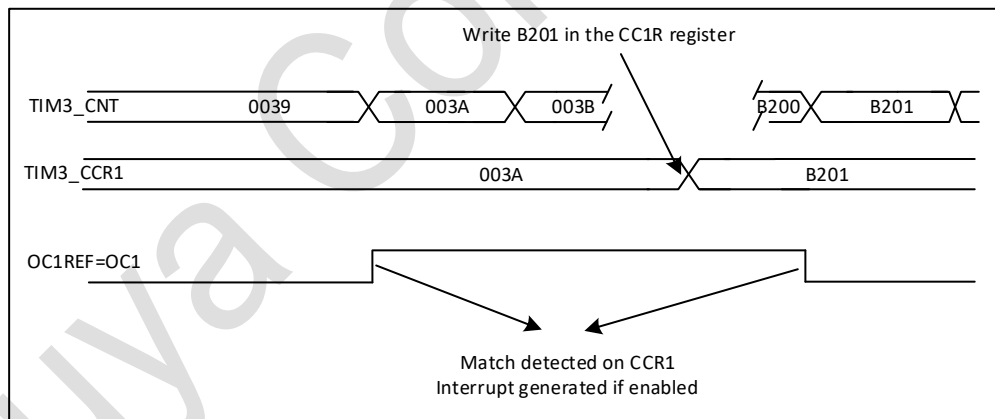 Write B201 in the CC1R register
TIM3_CNT 0039 003A 003B B200 B201
TIM3_CCR1 003A B201
OC1REF=OC1
Match detected on CCR1
Interrupt generated if enabled